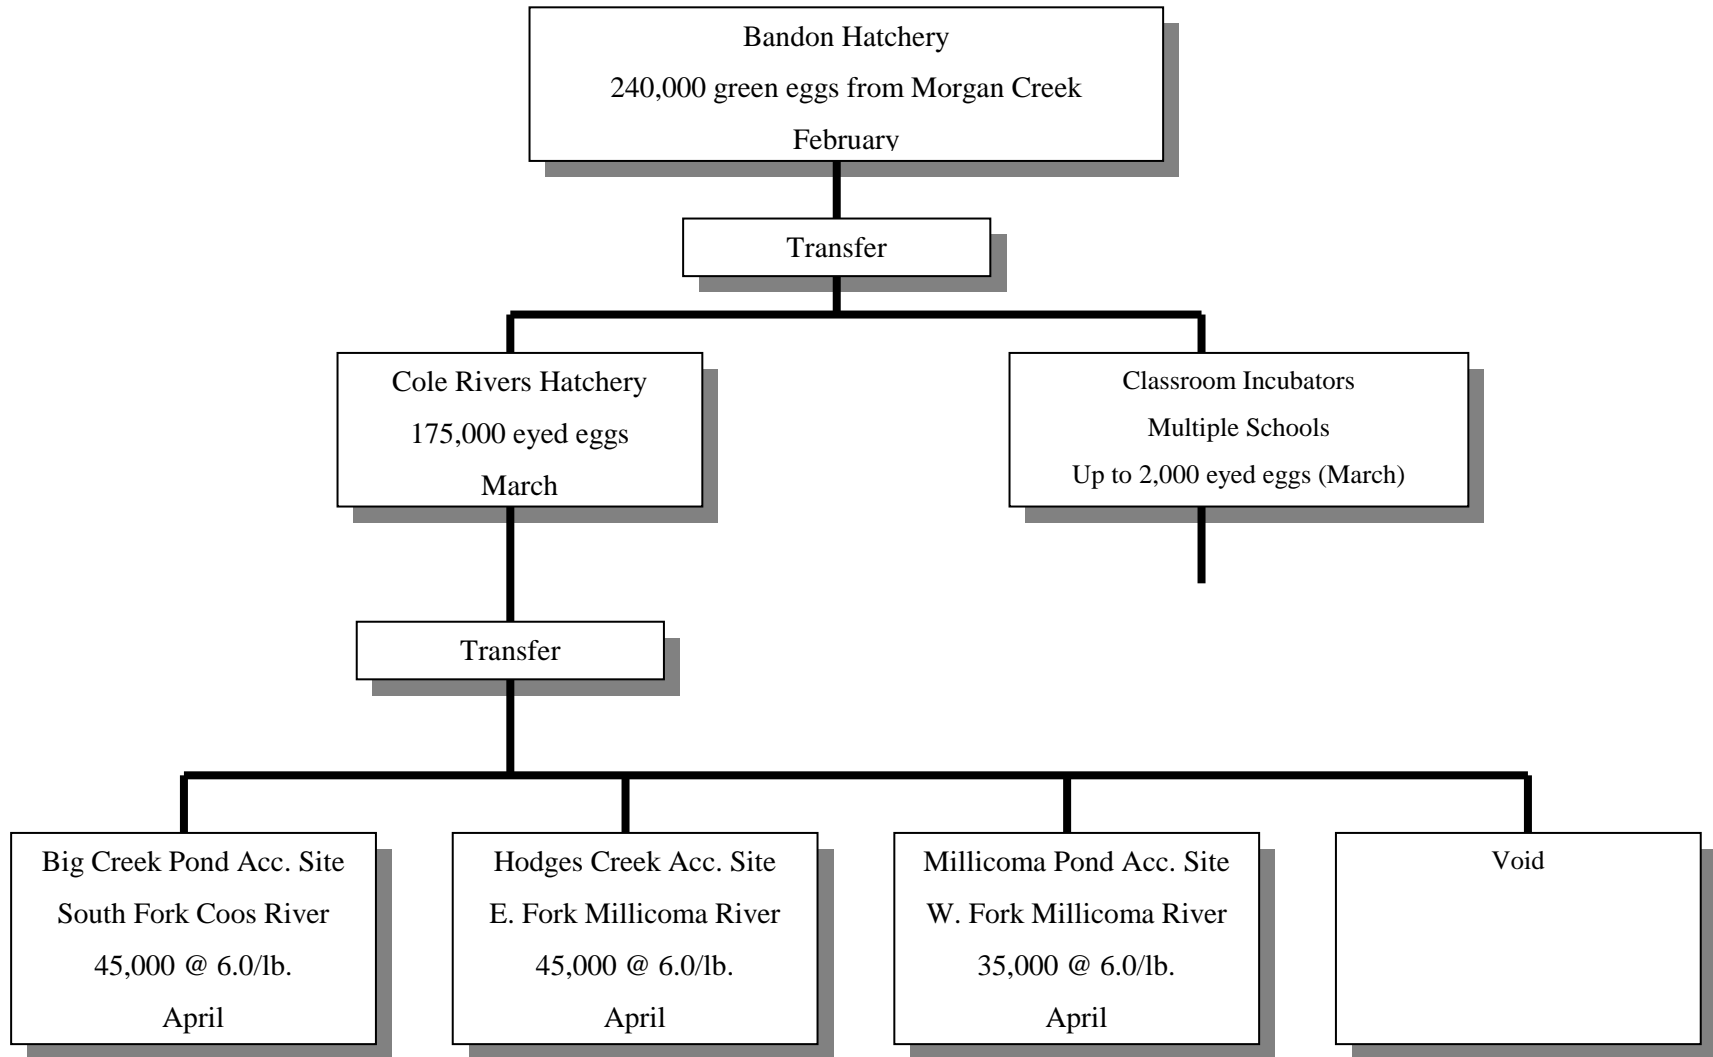 Bandon Hatchery
240,000 green eggs from Morgan Creek
February
Transfer
Cole Rivers Hatchery
175,000 eyed eggs
March
Classroom Incubators
Multiple Schools
Up to 2,000 eyed eggs (March)
Transfer
Big Creek Pond Acc. Site
South Fork Coos River
45,000 @ 6.0/lb.
April
Hodges Creek Acc. Site
E. Fork Millicoma River
45,000 @ 6.0/lb.
April
Millicoma Pond Acc. Site
W. Fork Millicoma River
35,000 @ 6.0/lb.
April
Void